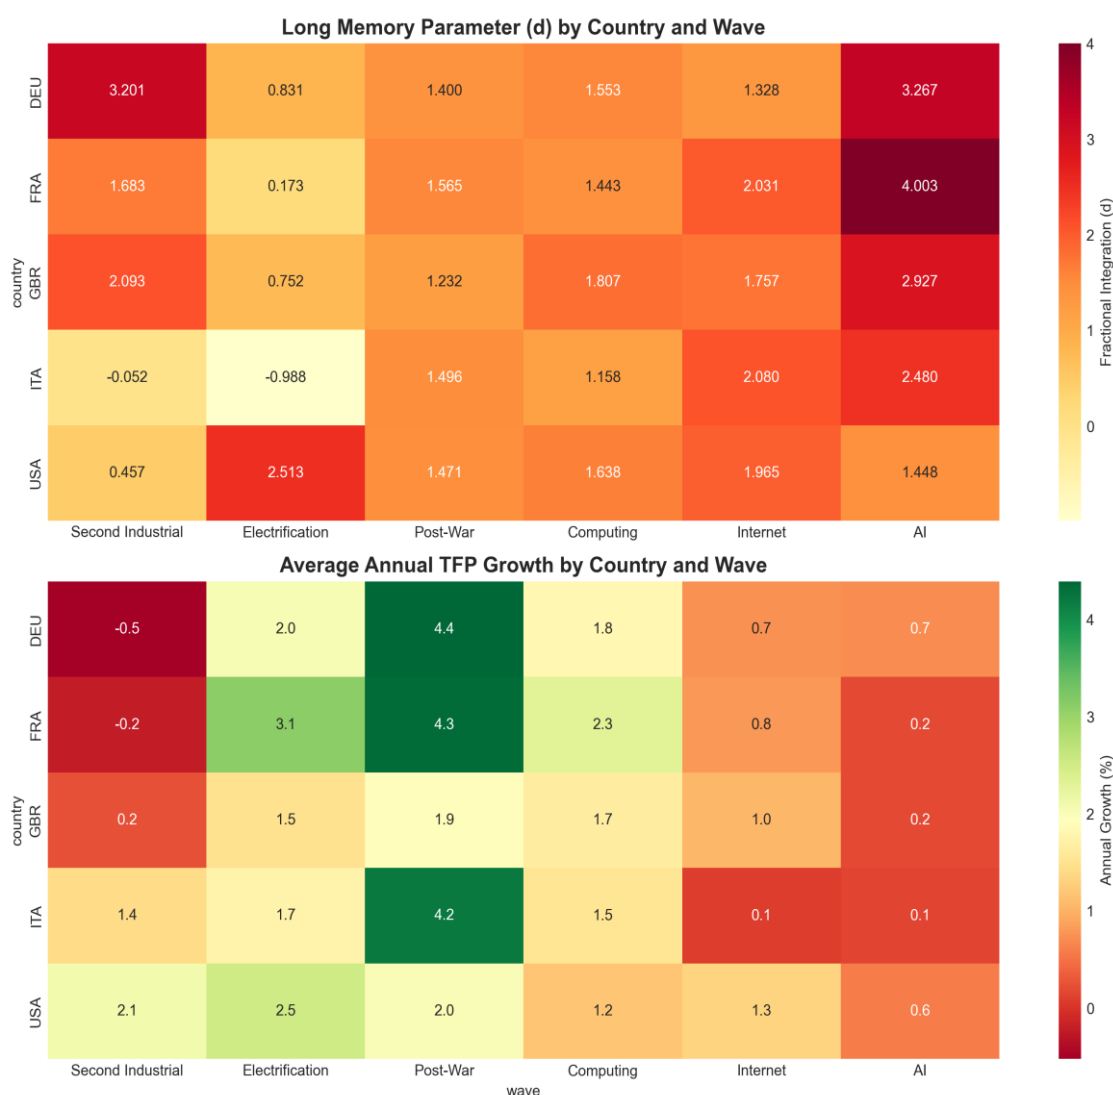 Long Memory Parameter (d) by Country and Wave
DEU 3.201 0.831 1.400 1.553 1.328 3.267
FRA 1.683 0.173 1.565 1.443 2.031 4.003
GBR 2.093 0.752 1.232 1.807 1.757 2.927
ITA -0.052 -0.988 1.496 1.158 2.080 2.480
USA 0.457 2.513 1.471 1.638 1.965 1.448
country
Second Industrial Electrification Post-War Computing Internet AI
4
3
2
1
0
Fractional Integration (d)
Average Annual TFP Growth by Country and Wave
DEU -0.5 2.0 4.4 1.8 0.7 0.7
FRA -0.2 3.1 4.3 2.3 0.8 0.2
GBR 0.2 1.5 1.9 1.7 1.0 0.2
ITA 1.4 1.7 4.2 1.5 0.1 0.1
USA 2.1 2.5 2.0 1.2 1.3 0.6
country
Second Industrial Electrification Post-War Computing Internet AI
wave
4
3
2
1
0
Annual Growth (%)